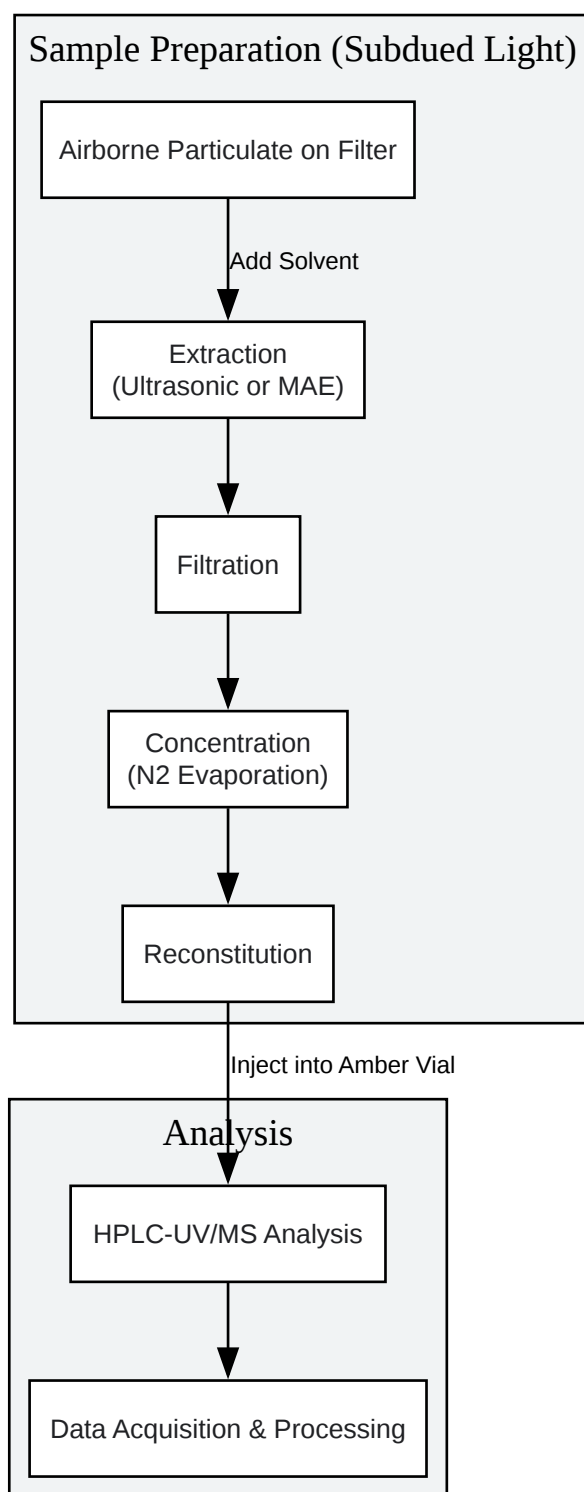 Sample Preparation (Subdued Light)
Airborne Particulate on Filter
Add Solvent
Extraction
(Ultrasonic or MAE)
Filtration
Concentration
(N2 Evaporation)
Reconstitution
Inject into Amber Vial
Analysis
HPLC-UV/MS Analysis
Data Acquisition & Processing